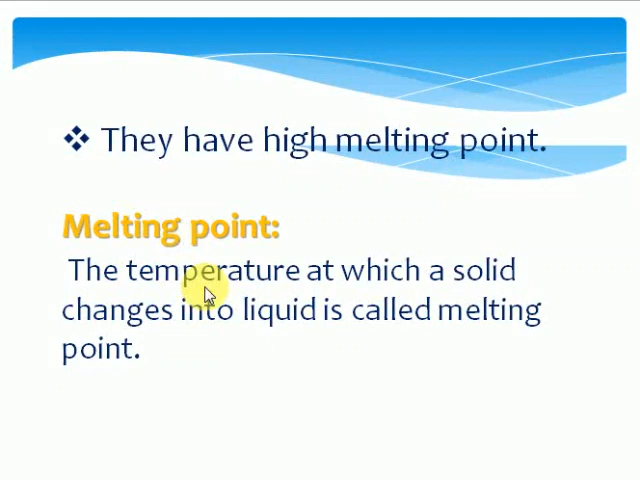 ❖ They have high melting point.
Melting point:
The temperature at which a solid
changes into liquid is called melting
point.